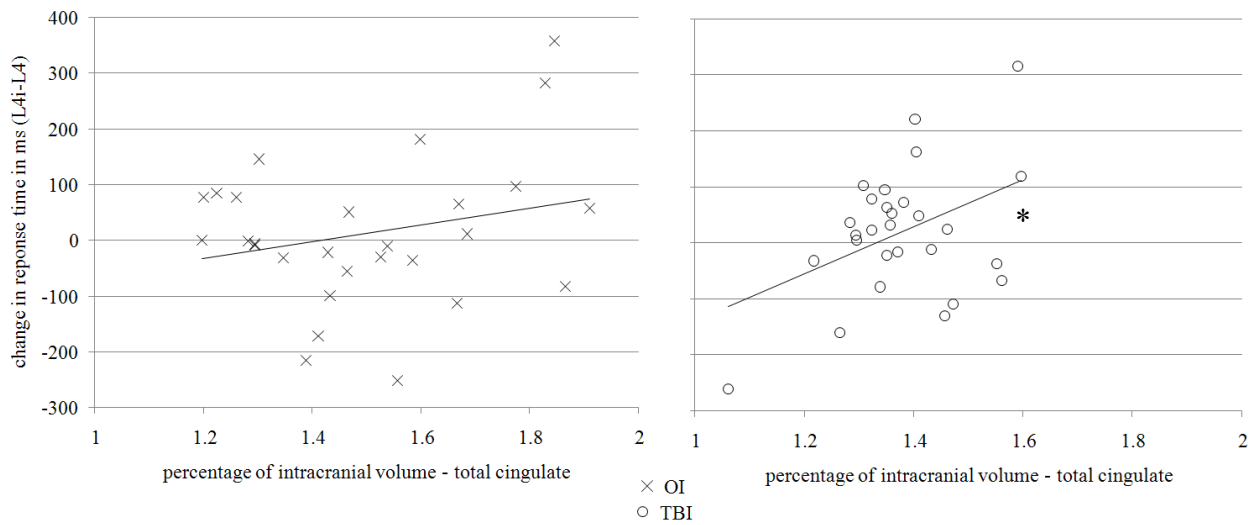 change in reponse time in ms (L4i-L4)
400
300
200
100
0
-100
-200
-300
1 1.2 1.4 1.6 1.8 2
percentage of intracranial volume - total cingulate
*
1 1.2 1.4 1.6 1.8 2
percentage of intracranial volume - total cingulate
OI
TBI